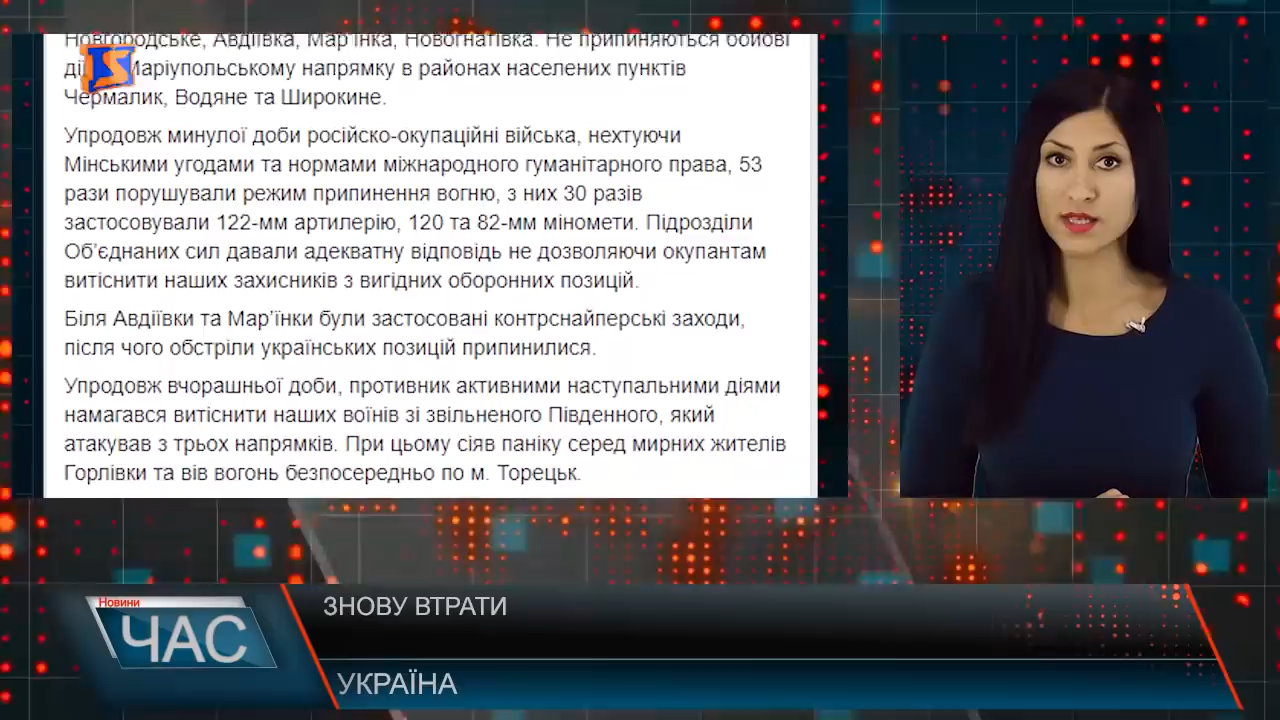 Новгородське, Авдіївка, Мар'їнка, Новогнатівка. Не припиняються бойові
ді Маріупольському напрямку в районах населених пунктів
Чермалик, Водяне та Широкине.
Упродовж минулої доби російсько-окупаційні війська, нехтуючи
Мінськими угодами та нормами міжнародного гуманітарного права, 53
рази порушували режим припинення вогню, з них 30 разів
застосовували 122-мм артилерію, 120 та 82-мм міномети. Підрозділи
Об’єднаних сил давали адекватну відповідь не дозволяючи окупантам
витіснити наших захисників з вигідних оборонних позицій.
Біля Авдіївки та Мар’їнки були застосовані контрснайперські заходи,
після чого обстріли українських позицій припинилися.
Упродовж вчорашньої доби, противник активними наступальними діями
намагався витіснити наших воїнів зі звільненого Південного, який
атакував з трьох напрямків. При цьому сіяв паніку серед мирних жителів
Горлівки та вів вогонь безпосередньо по м. Торецьк.
Новини
ЧАС
ЗНОВУ ВТРАТИ
УКРАЇНА